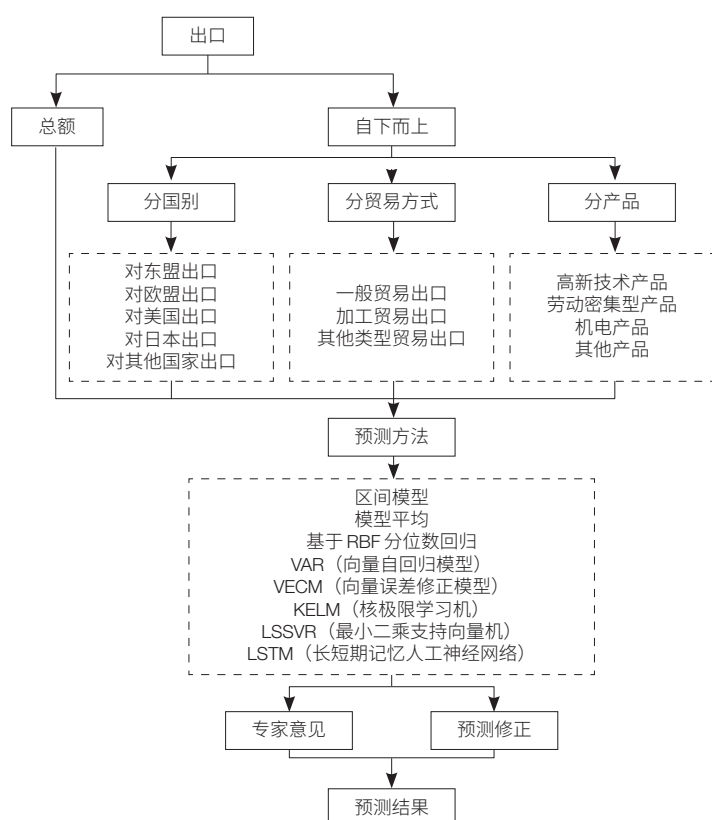 出口
总额
自下而上
分国别
分贸易方式
分产品
对东盟出口
对欧盟出口
对美国出口
对日本出口
对其他国家出口
一般贸易出口
加工贸易出口
其他类型贸易出口
高新技术产品
劳动密集型产品
机电产品
其他产品
预测方法
区间模型
模型平均
基于 RBF 分位数回归
VAR（向量自回归模型）
VECM（向量误差修正模型）
KELM（核极限学习机）
LSSVR（最小二乘支持向量机）
LSTM（长短期记忆人工神经网络）
专家意见
预测修正
预测结果